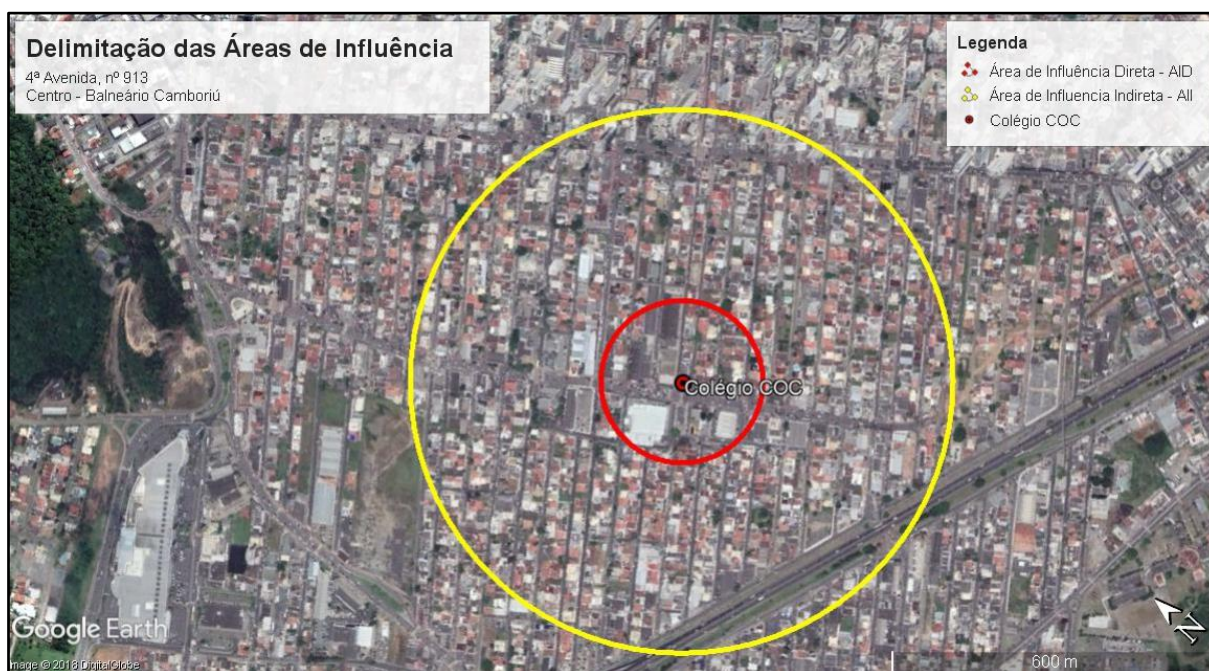 Delimitação das Áreas de Influência
4ª Avenida, nº 913
Centro - Balneário Camboriú
Legenda
Área de Influência Direta - AID
Área de Influencia Indireta - AII
Colégio COC
Colégio COC
Google Earth
Image © 2018 DigitalGlobe
600 m
N